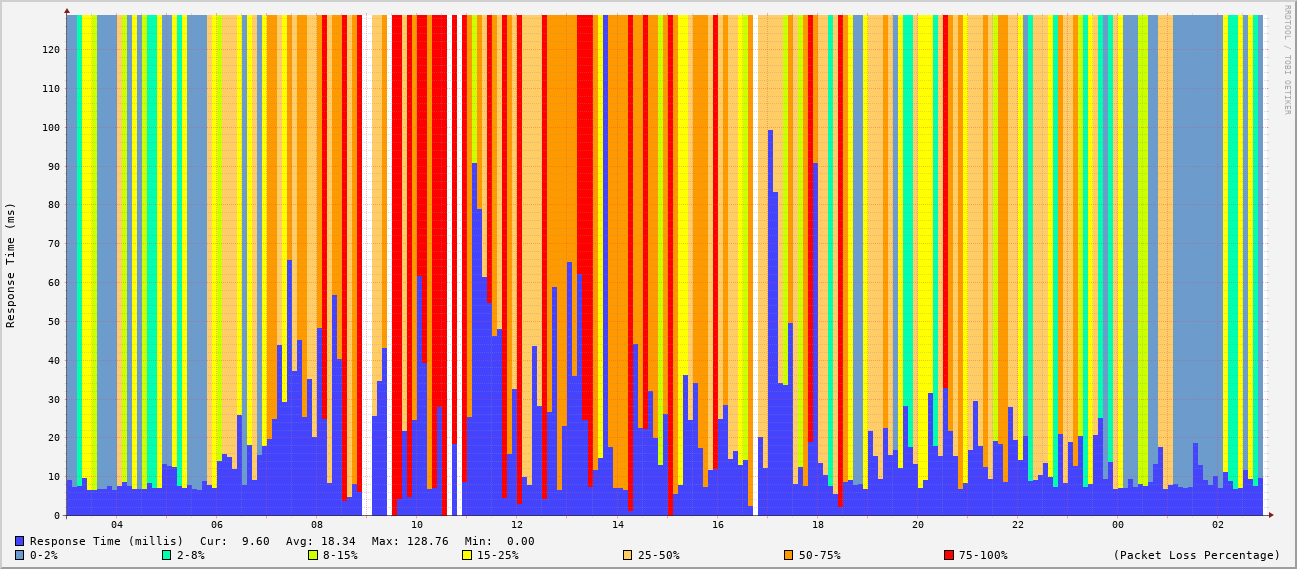 RRDTOOL / TOBI OETIKER
Response Time (ms)
120
110
100
90
80
70
60
50
40
30
20
10
0
04 06 08 10 12 14 16 18 20 22 00 02
Response Time (millis) Cur: 9.60 Avg: 18.34 Max: 128.76 Min: 0.00
0-2% 2-8% 8-15% 15-25% 25-50% 50-75% 75-100% (Packet Loss Percentage)